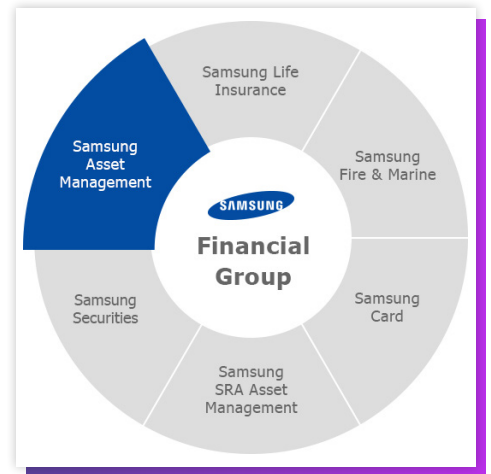 Samsung Life
Insurance
Samsung
Fire & Marine
Samsung
Card
Samsung
SRA Asset
Management
Samsung
Securities
Samsung
Asset
Management
SAMSUNG
Financial
Group